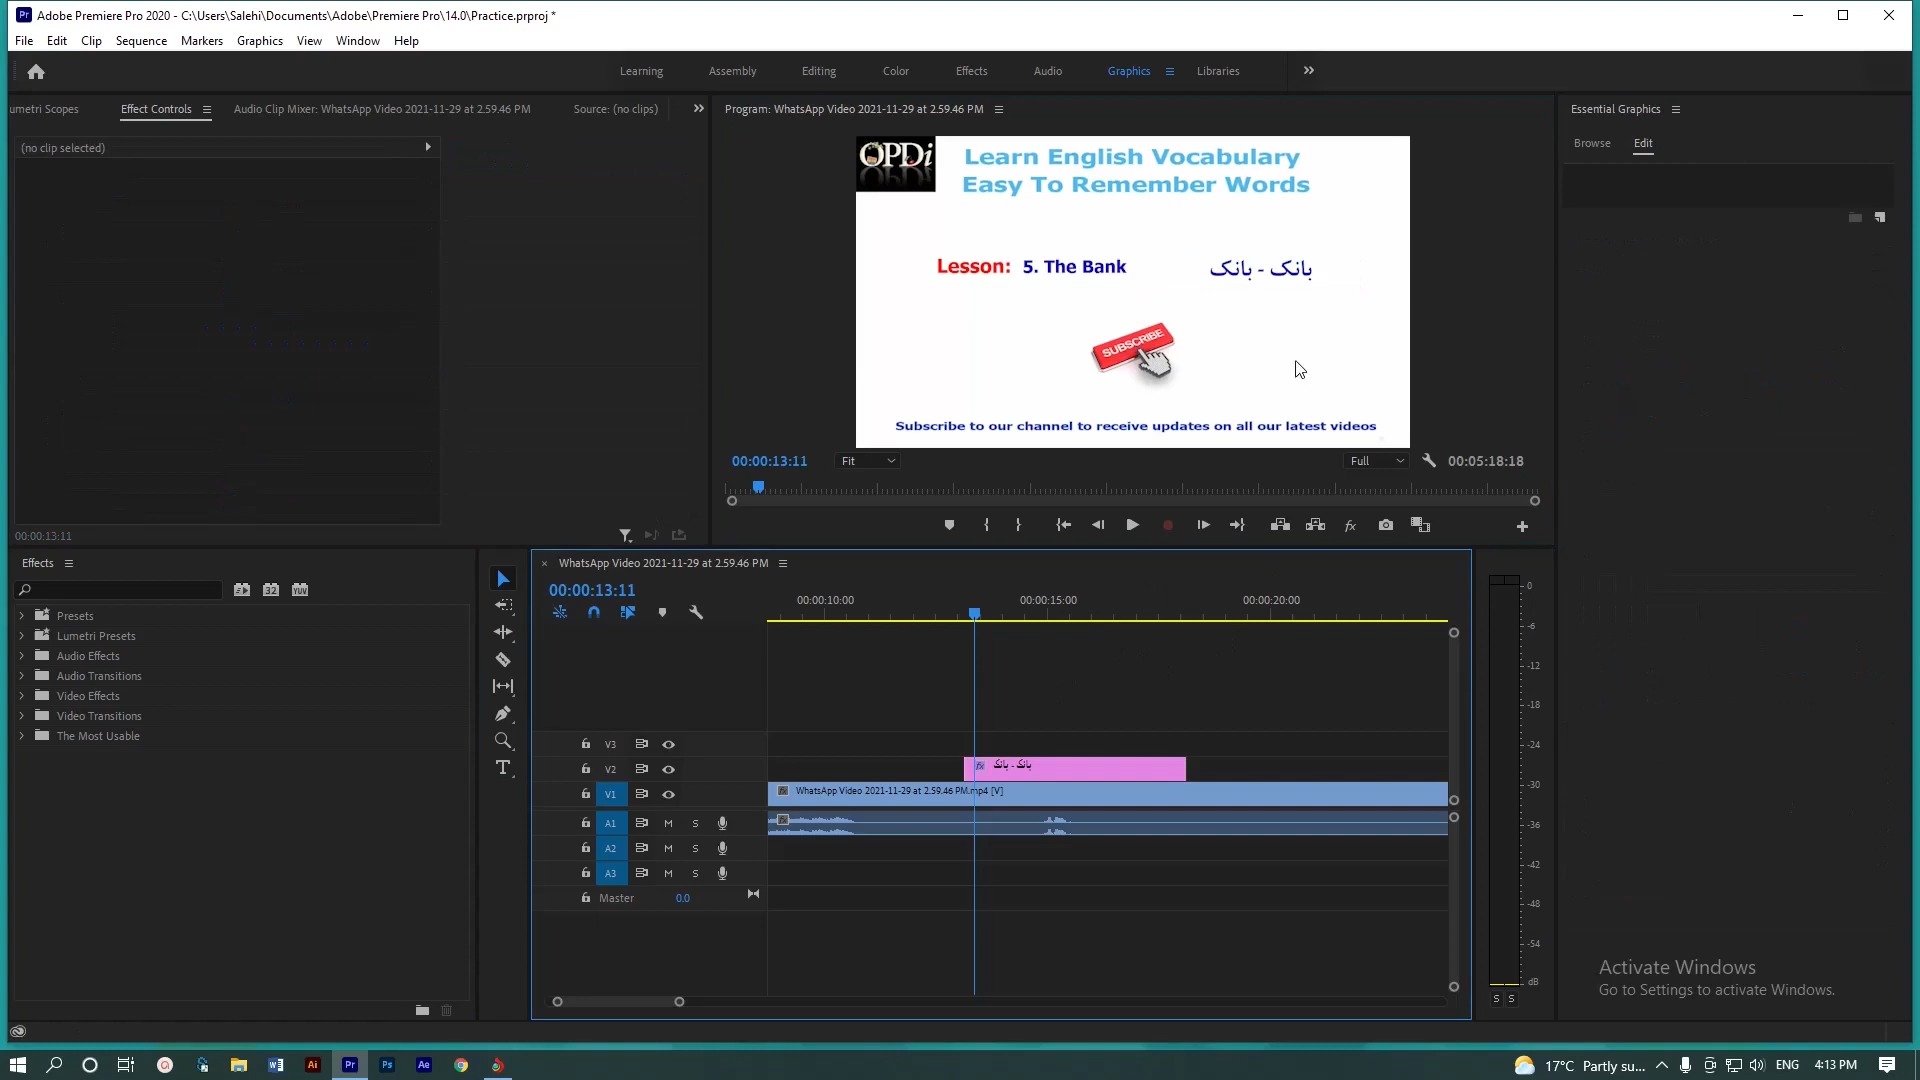 Adobe Premiere Pro 2020 - C:\Users\Salehi\Documents\Adobe\Premiere Pro\14.0\Practice.prproj *
File Edit Clip Sequence Markers Graphics View Window Help
Learning Assembly Editing Color Effects Audio Graphics Libraries
umetri Scopes Effect Controls Audio Clip Mixer: WhatsApp Video 2021-11-29 at 2.59.46 PM Source: (no clips)
Program: WhatsApp Video 2021-11-29 at 2.59.46 PM
Essential Graphics
Browse Edit
(no clip selected)
OPDi
Learn English Vocabulary
Easy To Remember Words
Lesson: 5. The Bank بانک - بانک
SUBSCRIBE
Subscribe to our channel to receive updates on all our latest videos
00:00:13:11 Fit Full 00:05:18:18
00:00:13:11
Effects
32 YUV
Presets
Lumetri Presets
Audio Effects
Audio Transitions
Video Effects
Video Transitions
The Most Usable
WhatsApp Video 2021-11-29 at 2.59.46 PM
00:00:13:11
00:00:10:00 00:00:15:00 00:00:20:00
V3
V2 fx بانک - بانک
V1 WhatsApp Video 2021-11-29 at 2.59.46 PM.mp4 [V]
A1 M S
A2 M S
A3 M S
Master 0.0
0
-6
-12
-18
-24
-30
-36
-42
-48
-54
dB
S S
Activate Windows
Go to Settings to activate Windows.
Ai Pr Ps Ae
17°C Partly su... ENG 4:13 PM